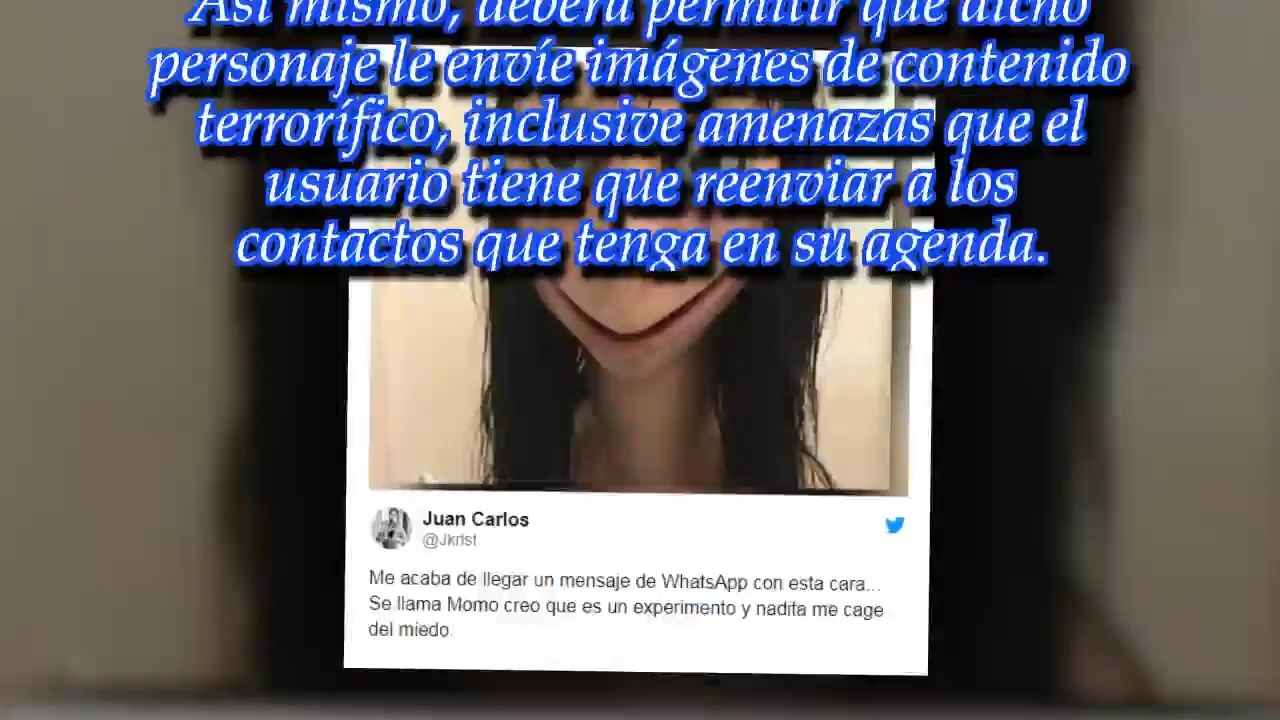 Así mismo, deberá permitir que dicho
personaje le envíe imágenes de contenido
terrorífico, inclusive amenazas que el
usuario tiene que reenviar a los
contactos que tenga en su agenda.
Juan Carlos
@Jkrlst
Me acaba de llegar un mensaje de WhatsApp con esta cara...
Se llama Momo creo que es un experimento y nadita me cage
del miedo.